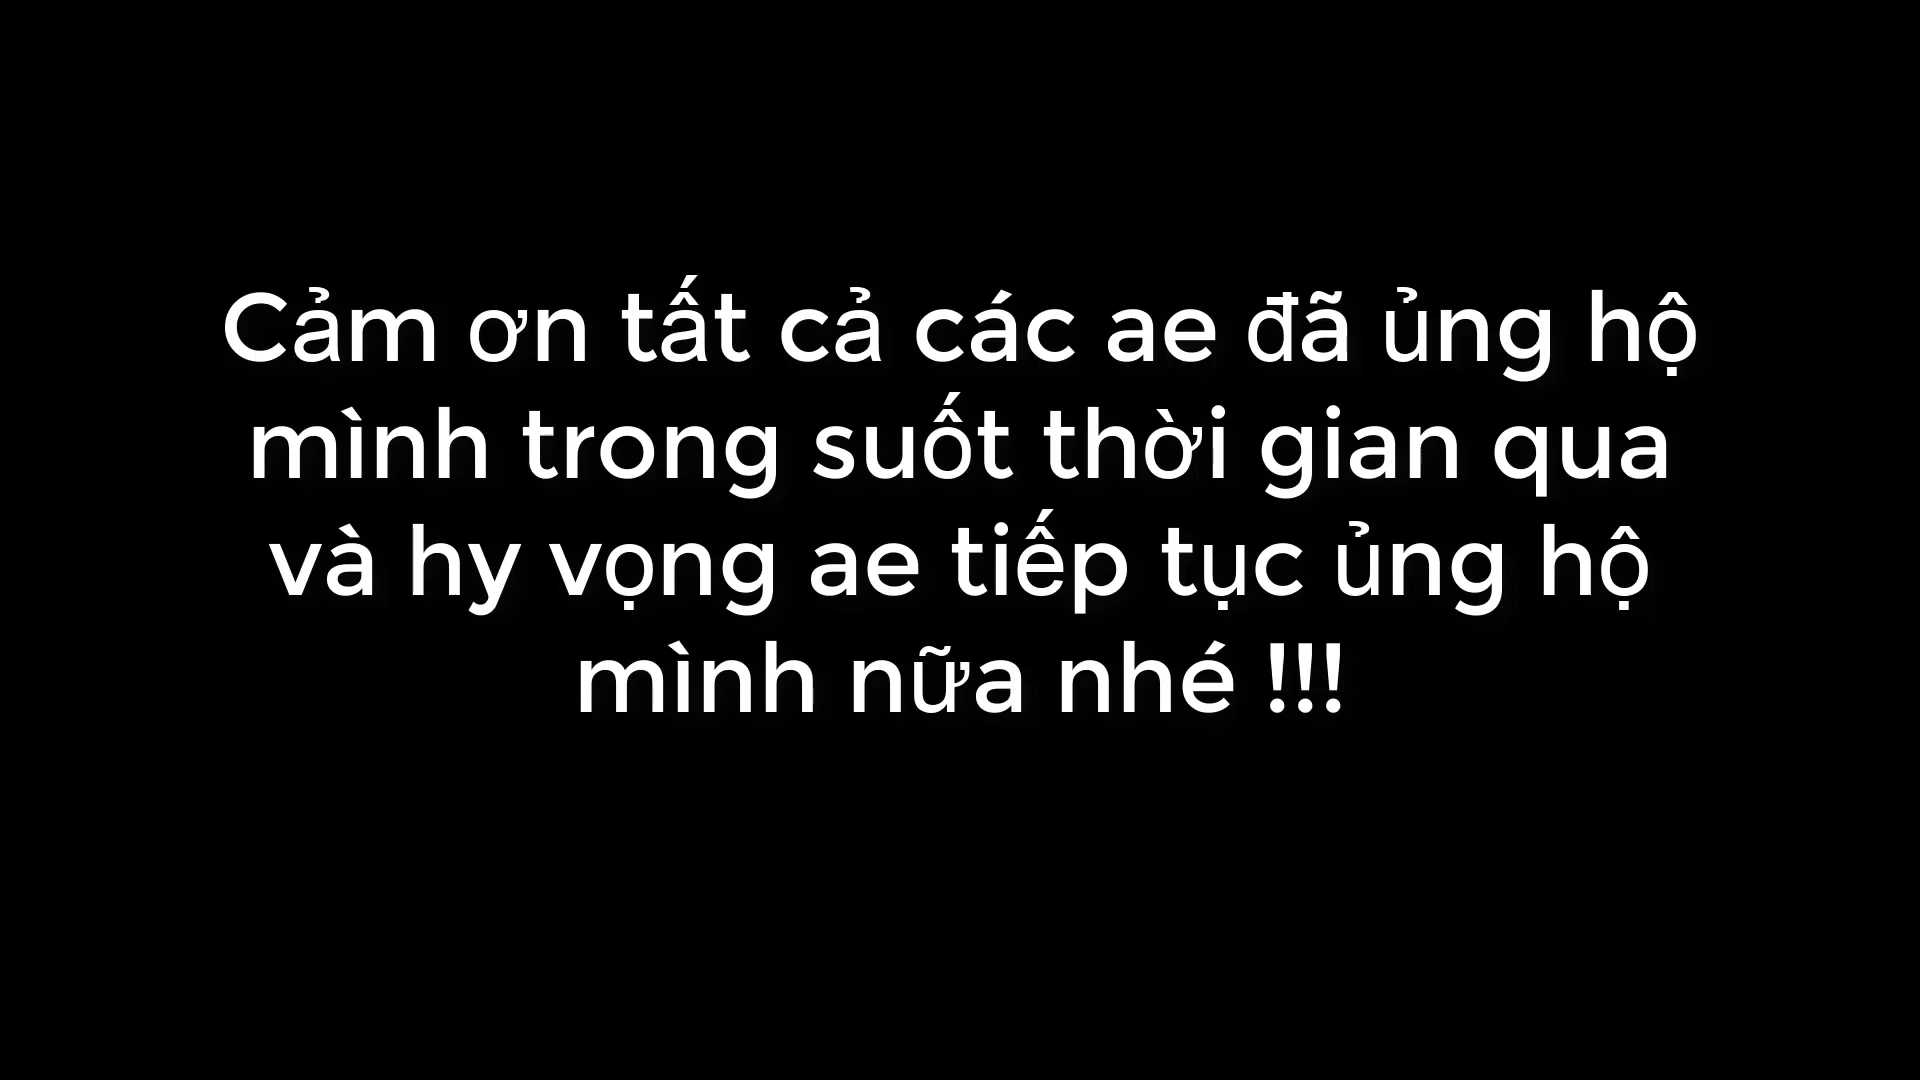 Cảm ơn tất cả các ae đã ủng hộ
mình trong suốt thời gian qua
và hy vọng ae tiếp tục ủng hộ
mình nữa nhé !!!